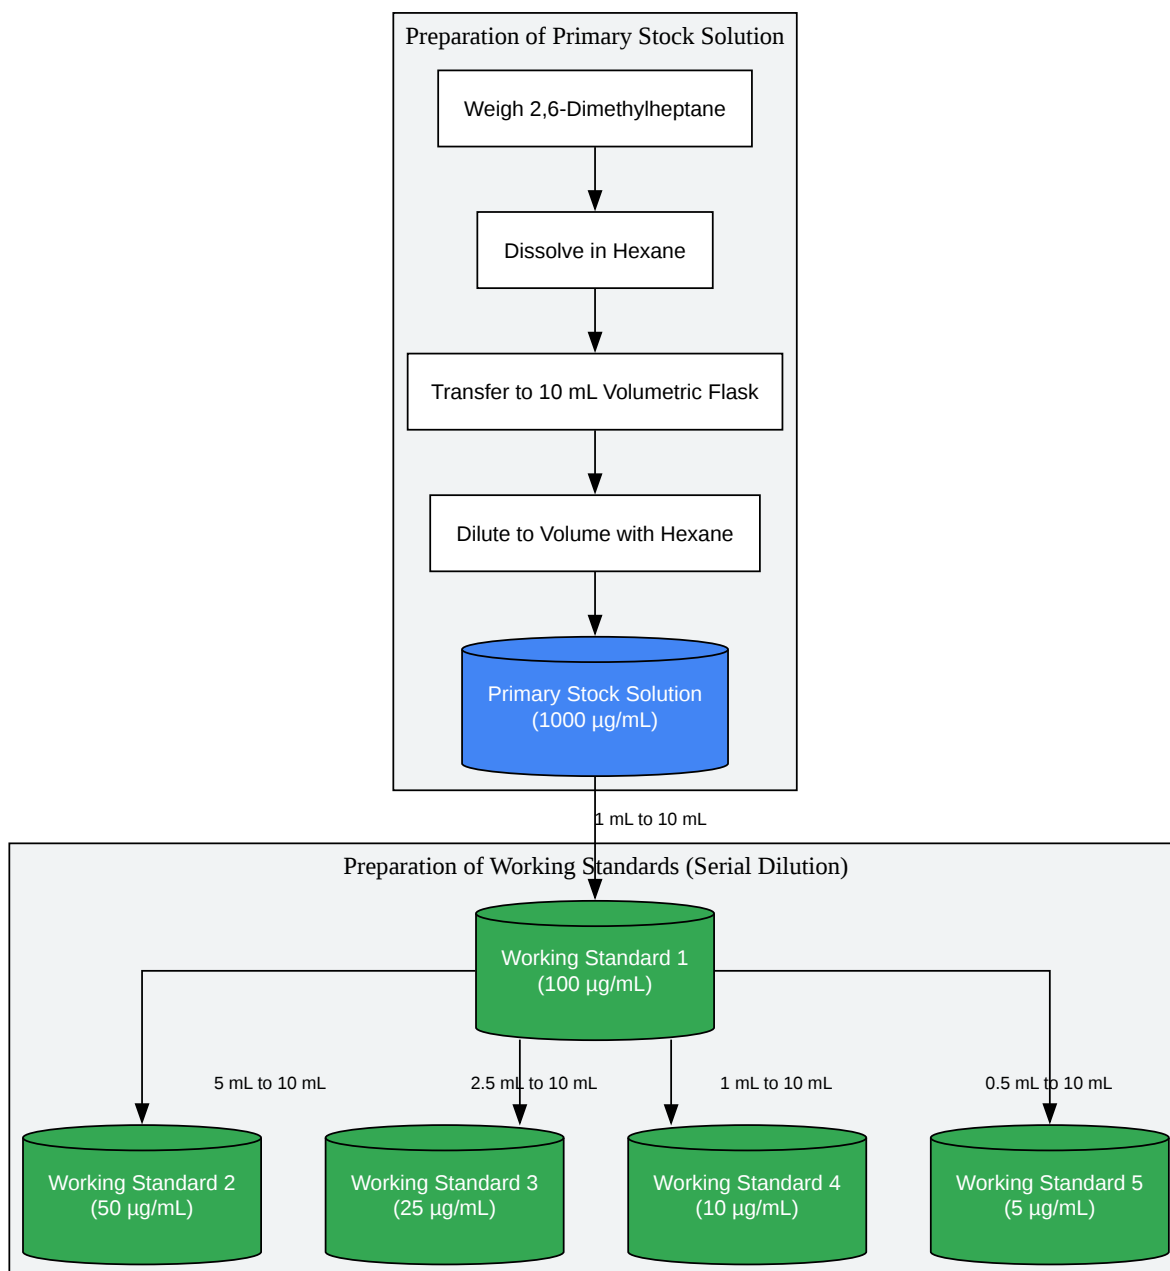 Preparation of Primary Stock Solution
Weigh 2,6-Dimethylheptane
Dissolve in Hexane
Transfer to 10 mL Volumetric Flask
Dilute to Volume with Hexane
Primary Stock Solution
(1000 µg/mL)
1 mL to 10 mL
Preparation of Working Standards (Serial Dilution)
Working Standard 1
(100 µg/mL)
5 mL to 10 mL
2.5 mL to 10 mL
1 mL to 10 mL
0.5 mL to 10 mL
Working Standard 2
(50 µg/mL)
Working Standard 3
(25 µg/mL)
Working Standard 4
(10 µg/mL)
Working Standard 5
(5 µg/mL)